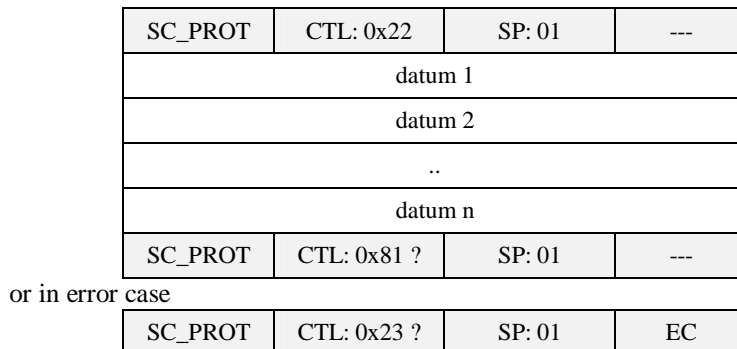 SC_PROT CTL: 0x22 SP: 01 ---
datum 1
datum 2
..
datum n
SC_PROT CTL: 0x81 ? SP: 01 ---
or in error case
SC_PROT CTL: 0x23 ? SP: 01 EC